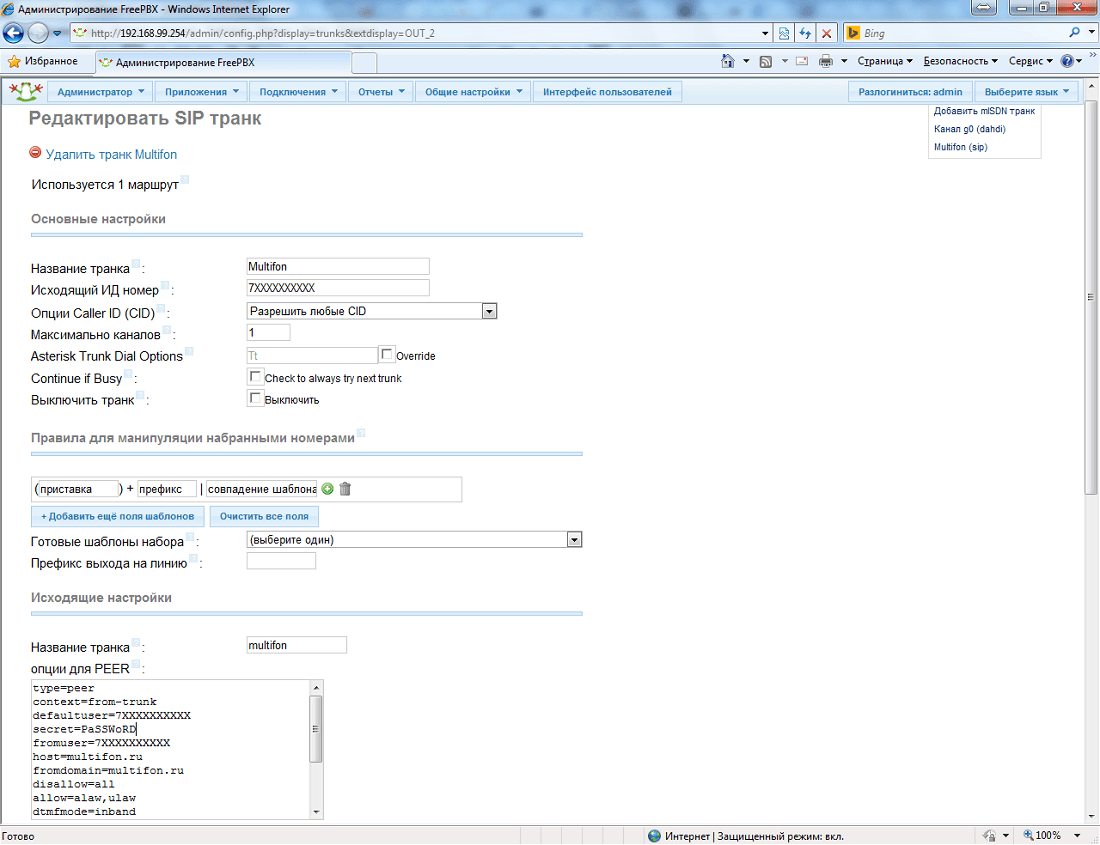 Администрирование FreePBX - Windows Internet Explorer
http://192.168.99.254/admin/config.php?display=trunks&extdisplay=OUT_2
Bing
Избранное
Администрирование FreePBX
Страница
Безопасность
Сервис
Администратор
Приложения
Подключения
Отчеты
Общие настройки
Интерфейс пользователей
Разлогиниться: admin
Выберите язык
Добавить mISDN транк
Канал g0 (dahdi)
Multifon (sip)
Редактировать SIP транк
Удалить транк Multifon
Используется 1 маршрут
Основные настройки
Название транка : Multifon
Исходящий ИД номер : 7XXXXXXXXXX
Опции Caller ID (CID) : Разрешить любые CID
Максимально каналов : 1
Asterisk Trunk Dial Options Tt Override
Continue if Busy : Check to always try next trunk
Выключить транк : Выключить
Правила для манипуляции набранными номерами
(приставка ) + префикс | совпадение шаблона
+ Добавить ещё поля шаблонов Очистить все поля
Готовые шаблоны набора : (выберите один)
Префикс выхода на линию :
Исходящие настройки
Название транка : multifon
опции для PEER :
type=peer
context=from-trunk
defaultuser=7XXXXXXXXXX
secret=PaSSWoRD
fromuser=7XXXXXXXXXX
host=multifon.ru
fromdomain=multifon.ru
disallow=all
allow=alaw,ulaw
dtmfmode=inband
Готово
Интернет | Защищенный режим: вкл.
100%